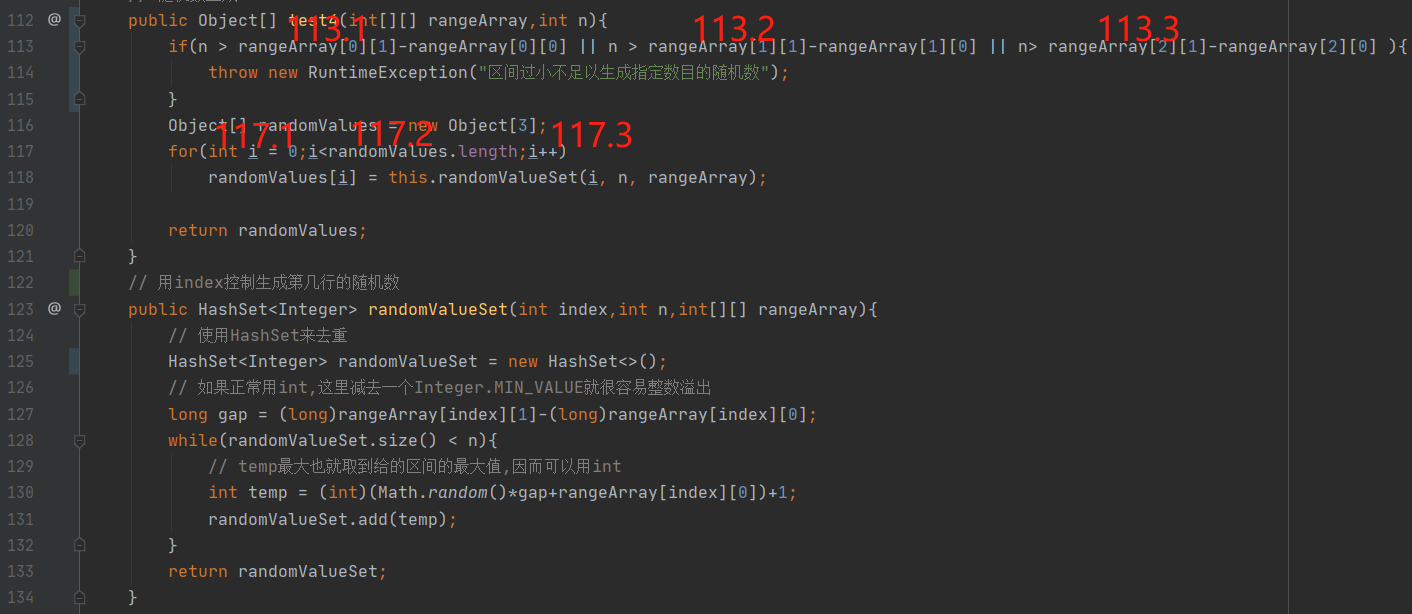 112 @ public Object[] test4(int[][] rangeArray,int n){
113.1 113.2 113.3
113 if(n > rangeArray[0][1]-rangeArray[0][0] || n > rangeArray[1][1]-rangeArray[1][0] || n> rangeArray[2][1]-rangeArray[2][0] ){
114 throw new RuntimeException("区间过小不足以生成指定数目的随机数");
115 }
116 Object[] randomValues = new Object[3];
117.1 117.2 117.3
117 for(int i = 0;i<randomValues.length;i++)
118 randomValues[i] = this.randomValueSet(i, n, rangeArray);
119
120 return randomValues;
121 }
122 // 用index控制生成第几行的随机数
123 @ public HashSet<Integer> randomValueSet(int index,int n,int[][] rangeArray){
124 // 使用HashSet来去重
125 HashSet<Integer> randomValueSet = new HashSet<>();
126 // 如果正常用int,这里减去一个Integer.MIN_VALUE就很容易整数溢出
127 long gap = (long)rangeArray[index][1]-(long)rangeArray[index][0];
128 while(randomValueSet.size() < n){
129 // temp最大也就取到给的区间的最大值,因而可以用int
130 int temp = (int)(Math.random()*gap+rangeArray[index][0])+1;
131 randomValueSet.add(temp);
132 }
133 return randomValueSet;
134 }